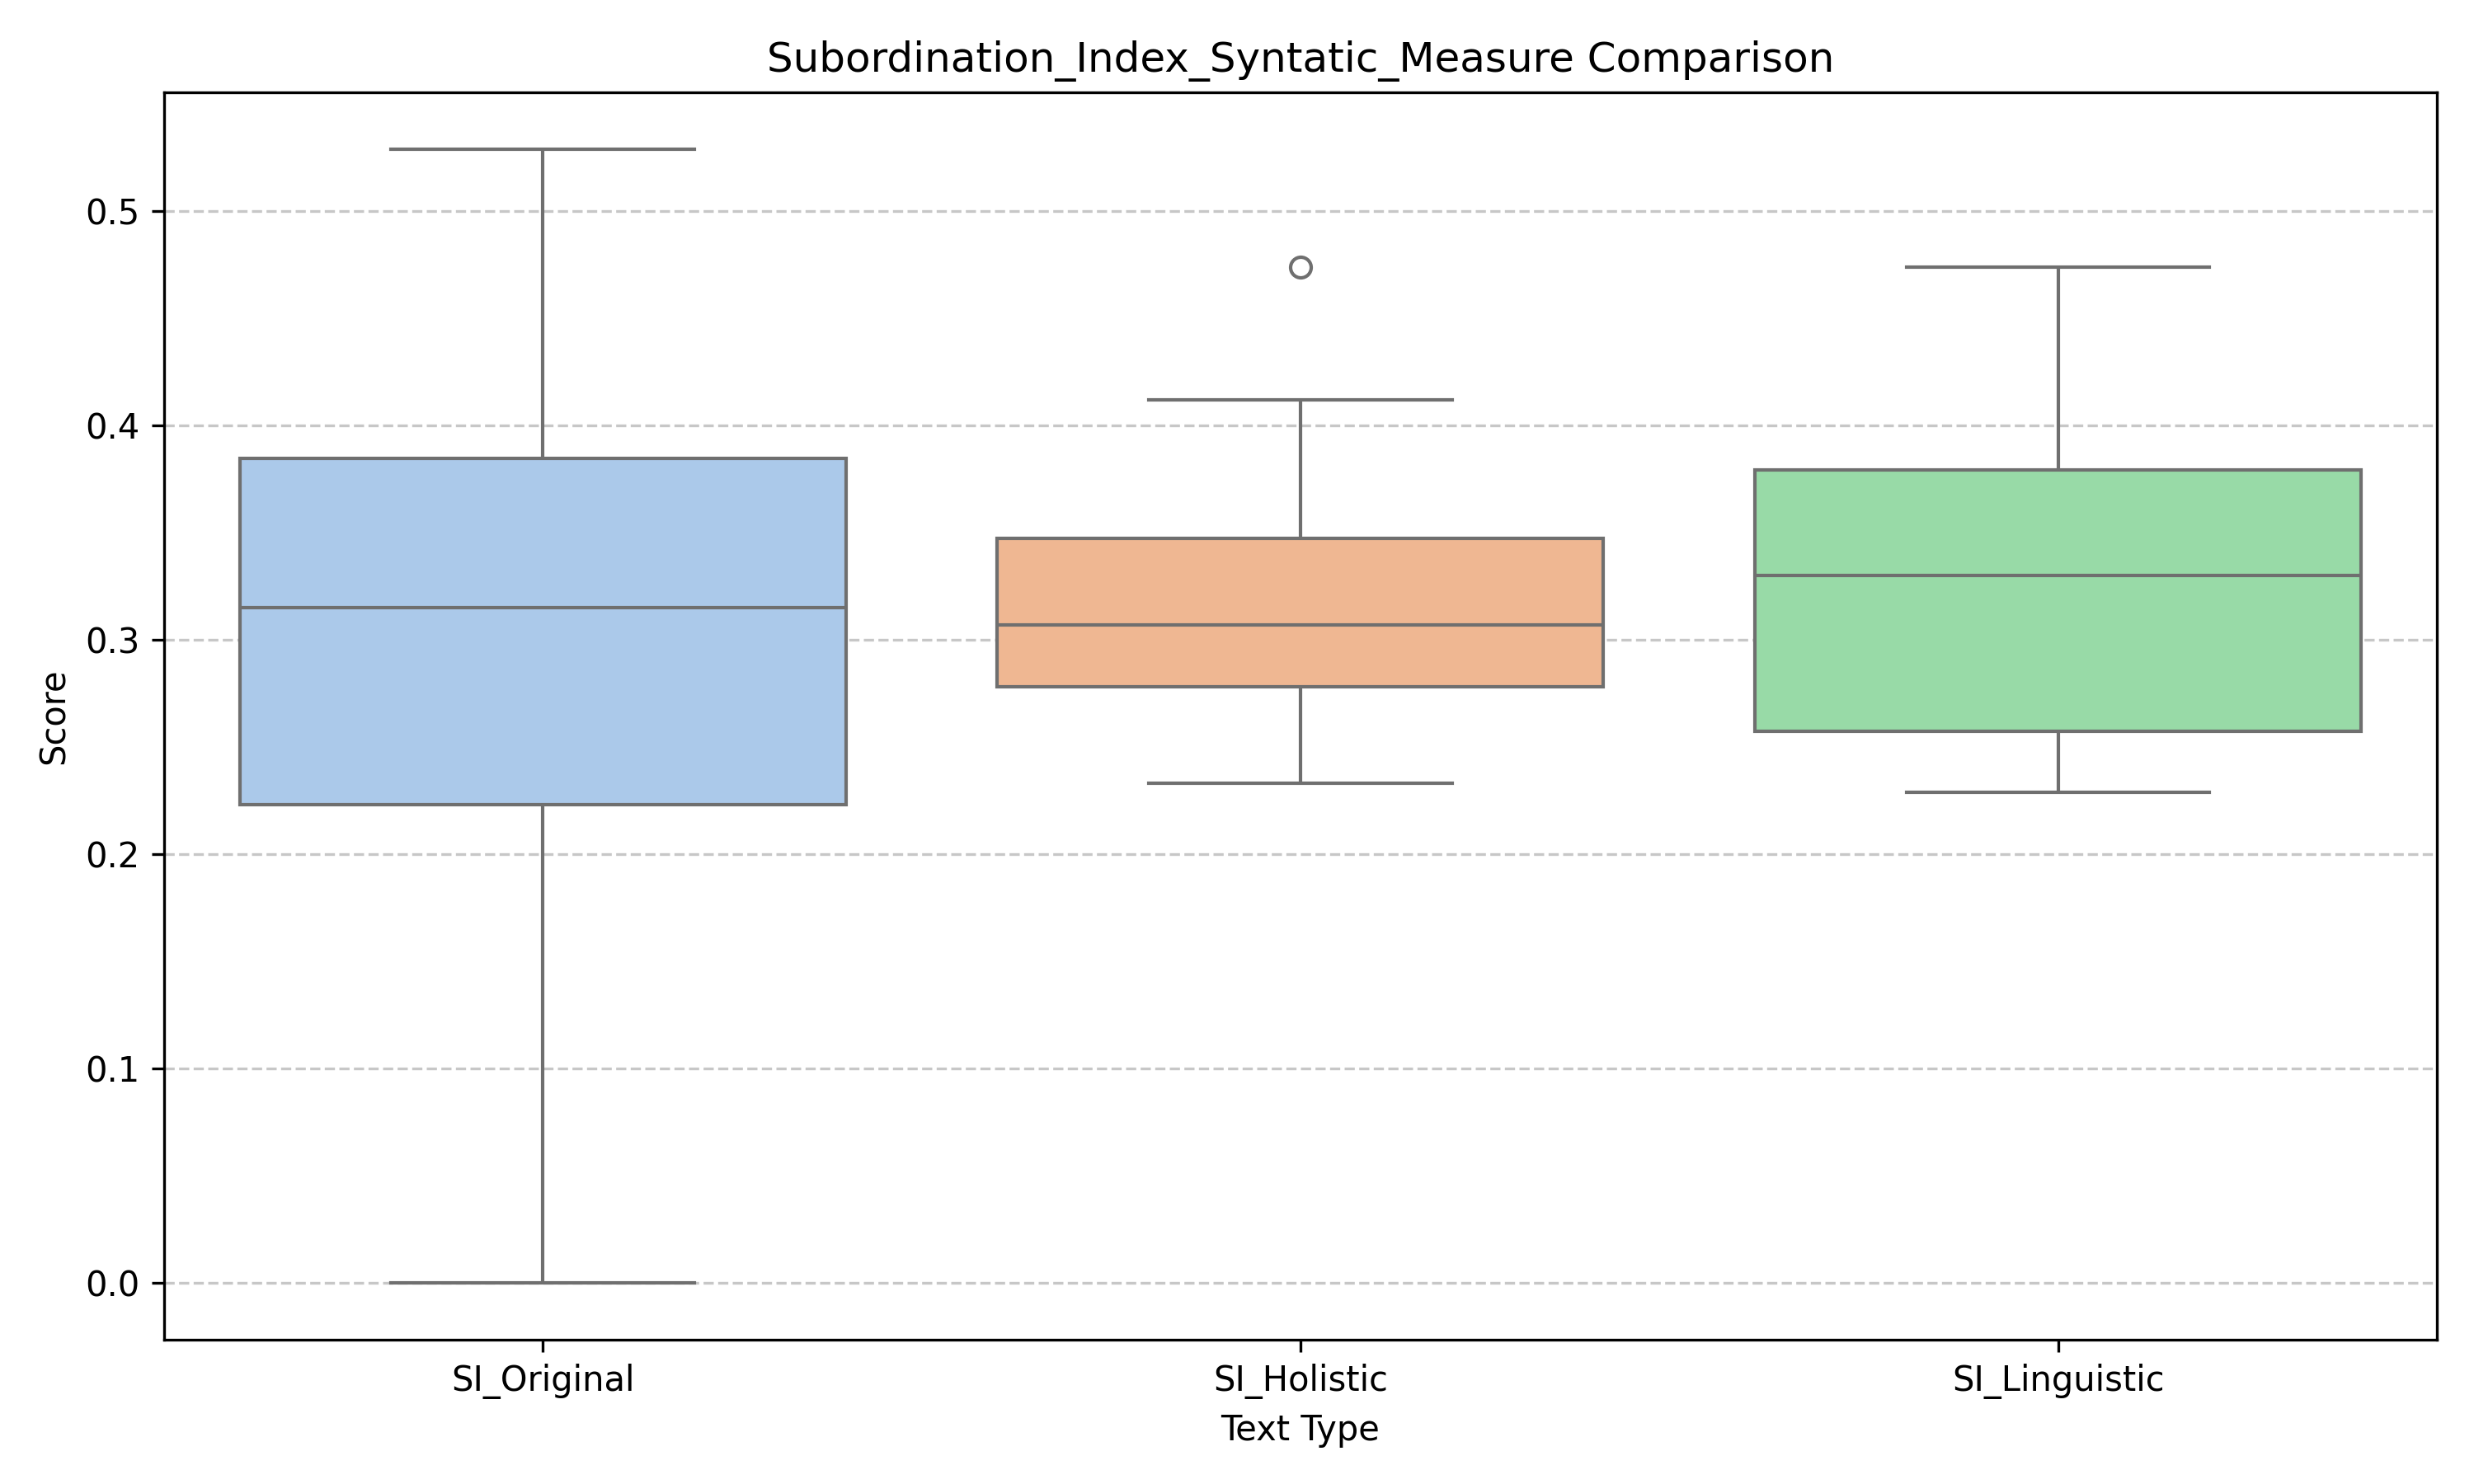 Subordination_Index_Syntatic_Measure Comparison
0.5
0.4
0.3
0.2
0.1
0.0
Score
SI_Original SI_Holistic SI_Linguistic
Text Type